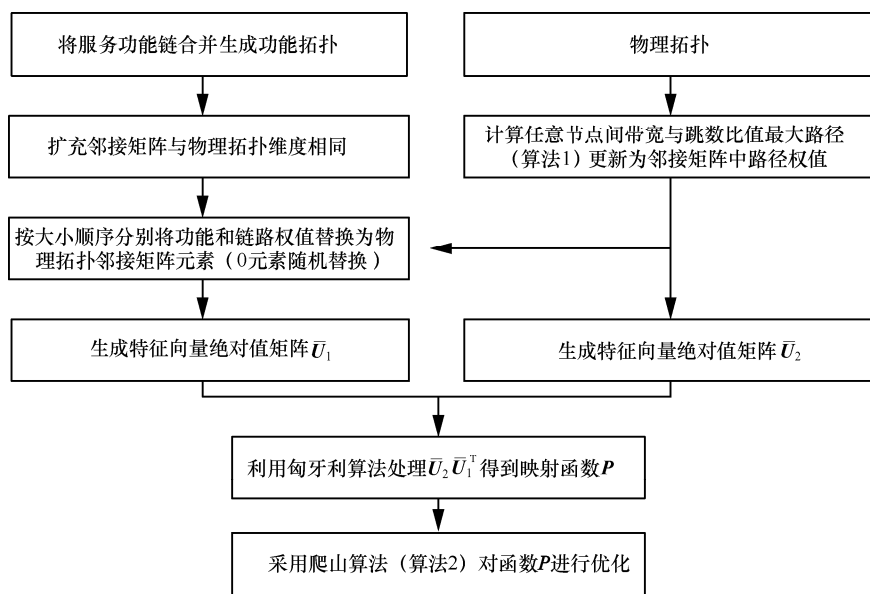 将服务功能链合并生成功能拓扑
物理拓扑
扩充邻接矩阵与物理拓扑维度相同
计算任意节点间带宽与跳数比值最大路径
(算法1)更新为邻接矩阵中路径权值
按大小顺序分别将功能和链路权值替换为物
理拓扑邻接矩阵元素(0元素随机替换)
生成特征向量绝对值矩阵 Ū₁
生成特征向量绝对值矩阵 Ū₂
利用匈牙利算法处理Ū₂Ū₁ᵀ得到映射函数P
采用爬山算法(算法2)对函数P进行优化